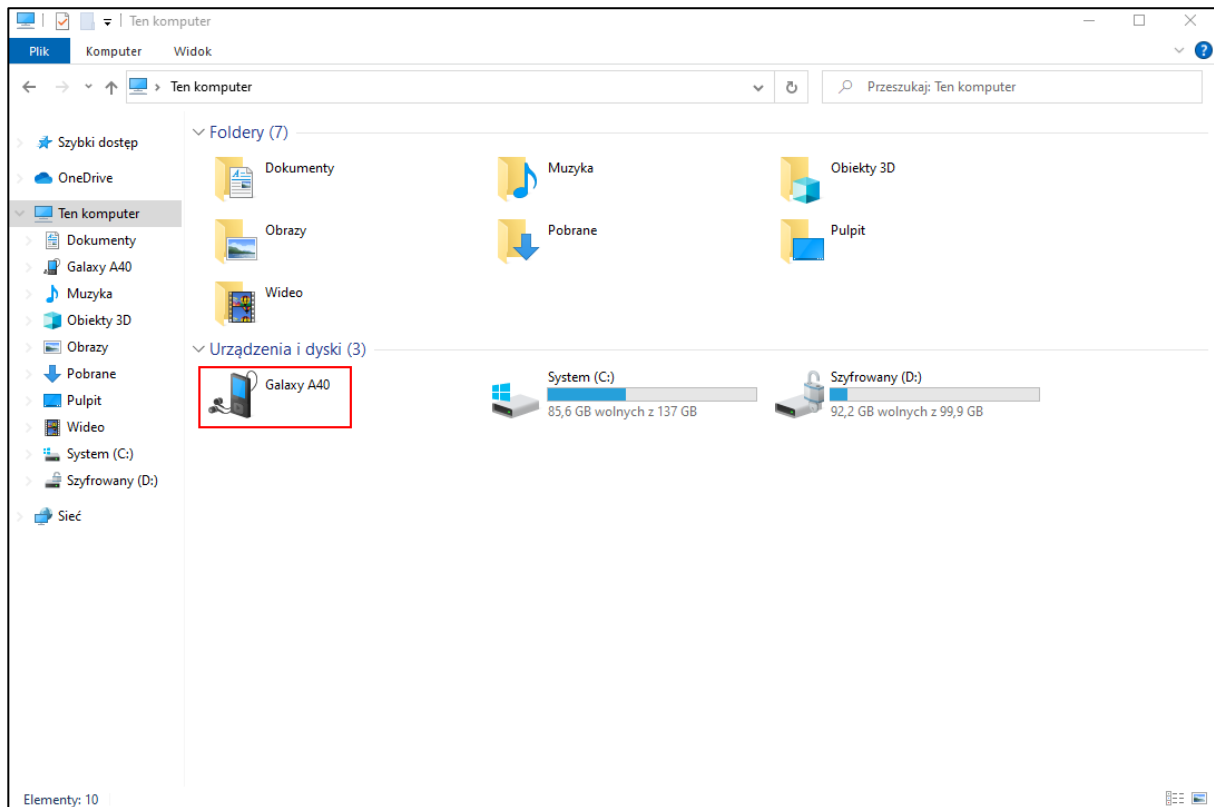 Ten komputer
Plik Komputer Widok
Ten komputer Przeszukaj: Ten komputer
Szybki dostęp
OneDrive
Ten komputer
Dokumenty
Galaxy A40
Muzyka
Obiekty 3D
Obrazy
Pobrane
Pulpit
Wideo
System (C:)
Szyfrowany (D:)
Sieć
Foldery (7)
Dokumenty Muzyka Obiekty 3D
Obrazy Pobrane Pulpit
Wideo
Urządzenia i dyski (3)
Galaxy A40
System (C:)
85,6 GB wolnych z 137 GB
Szyfrowany (D:)
92,2 GB wolnych z 99,9 GB
Elementy: 10